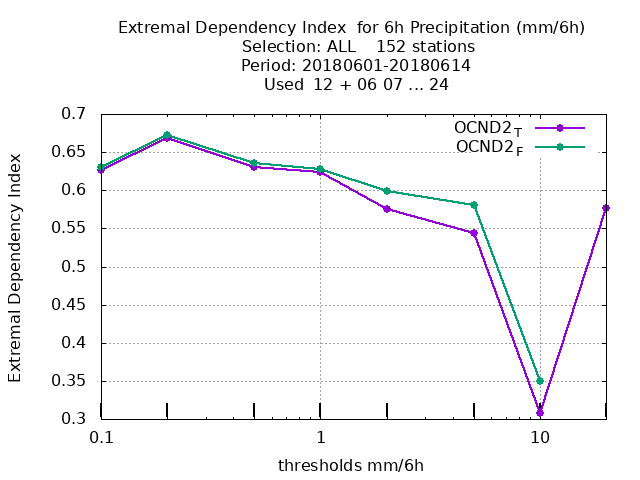 Extremal Dependency Index  for 6h Precipitation (mm/6h)
Selection: ALL    152 stations
Period: 20180601-20180614
Used  12 + 06 07 ... 24
OCND2T
OCND2F
0.7
0.65
0.6
0.55
0.5
0.45
0.4
0.35
0.3
Extremal Dependency Index
0.1
1
10
thresholds mm/6h